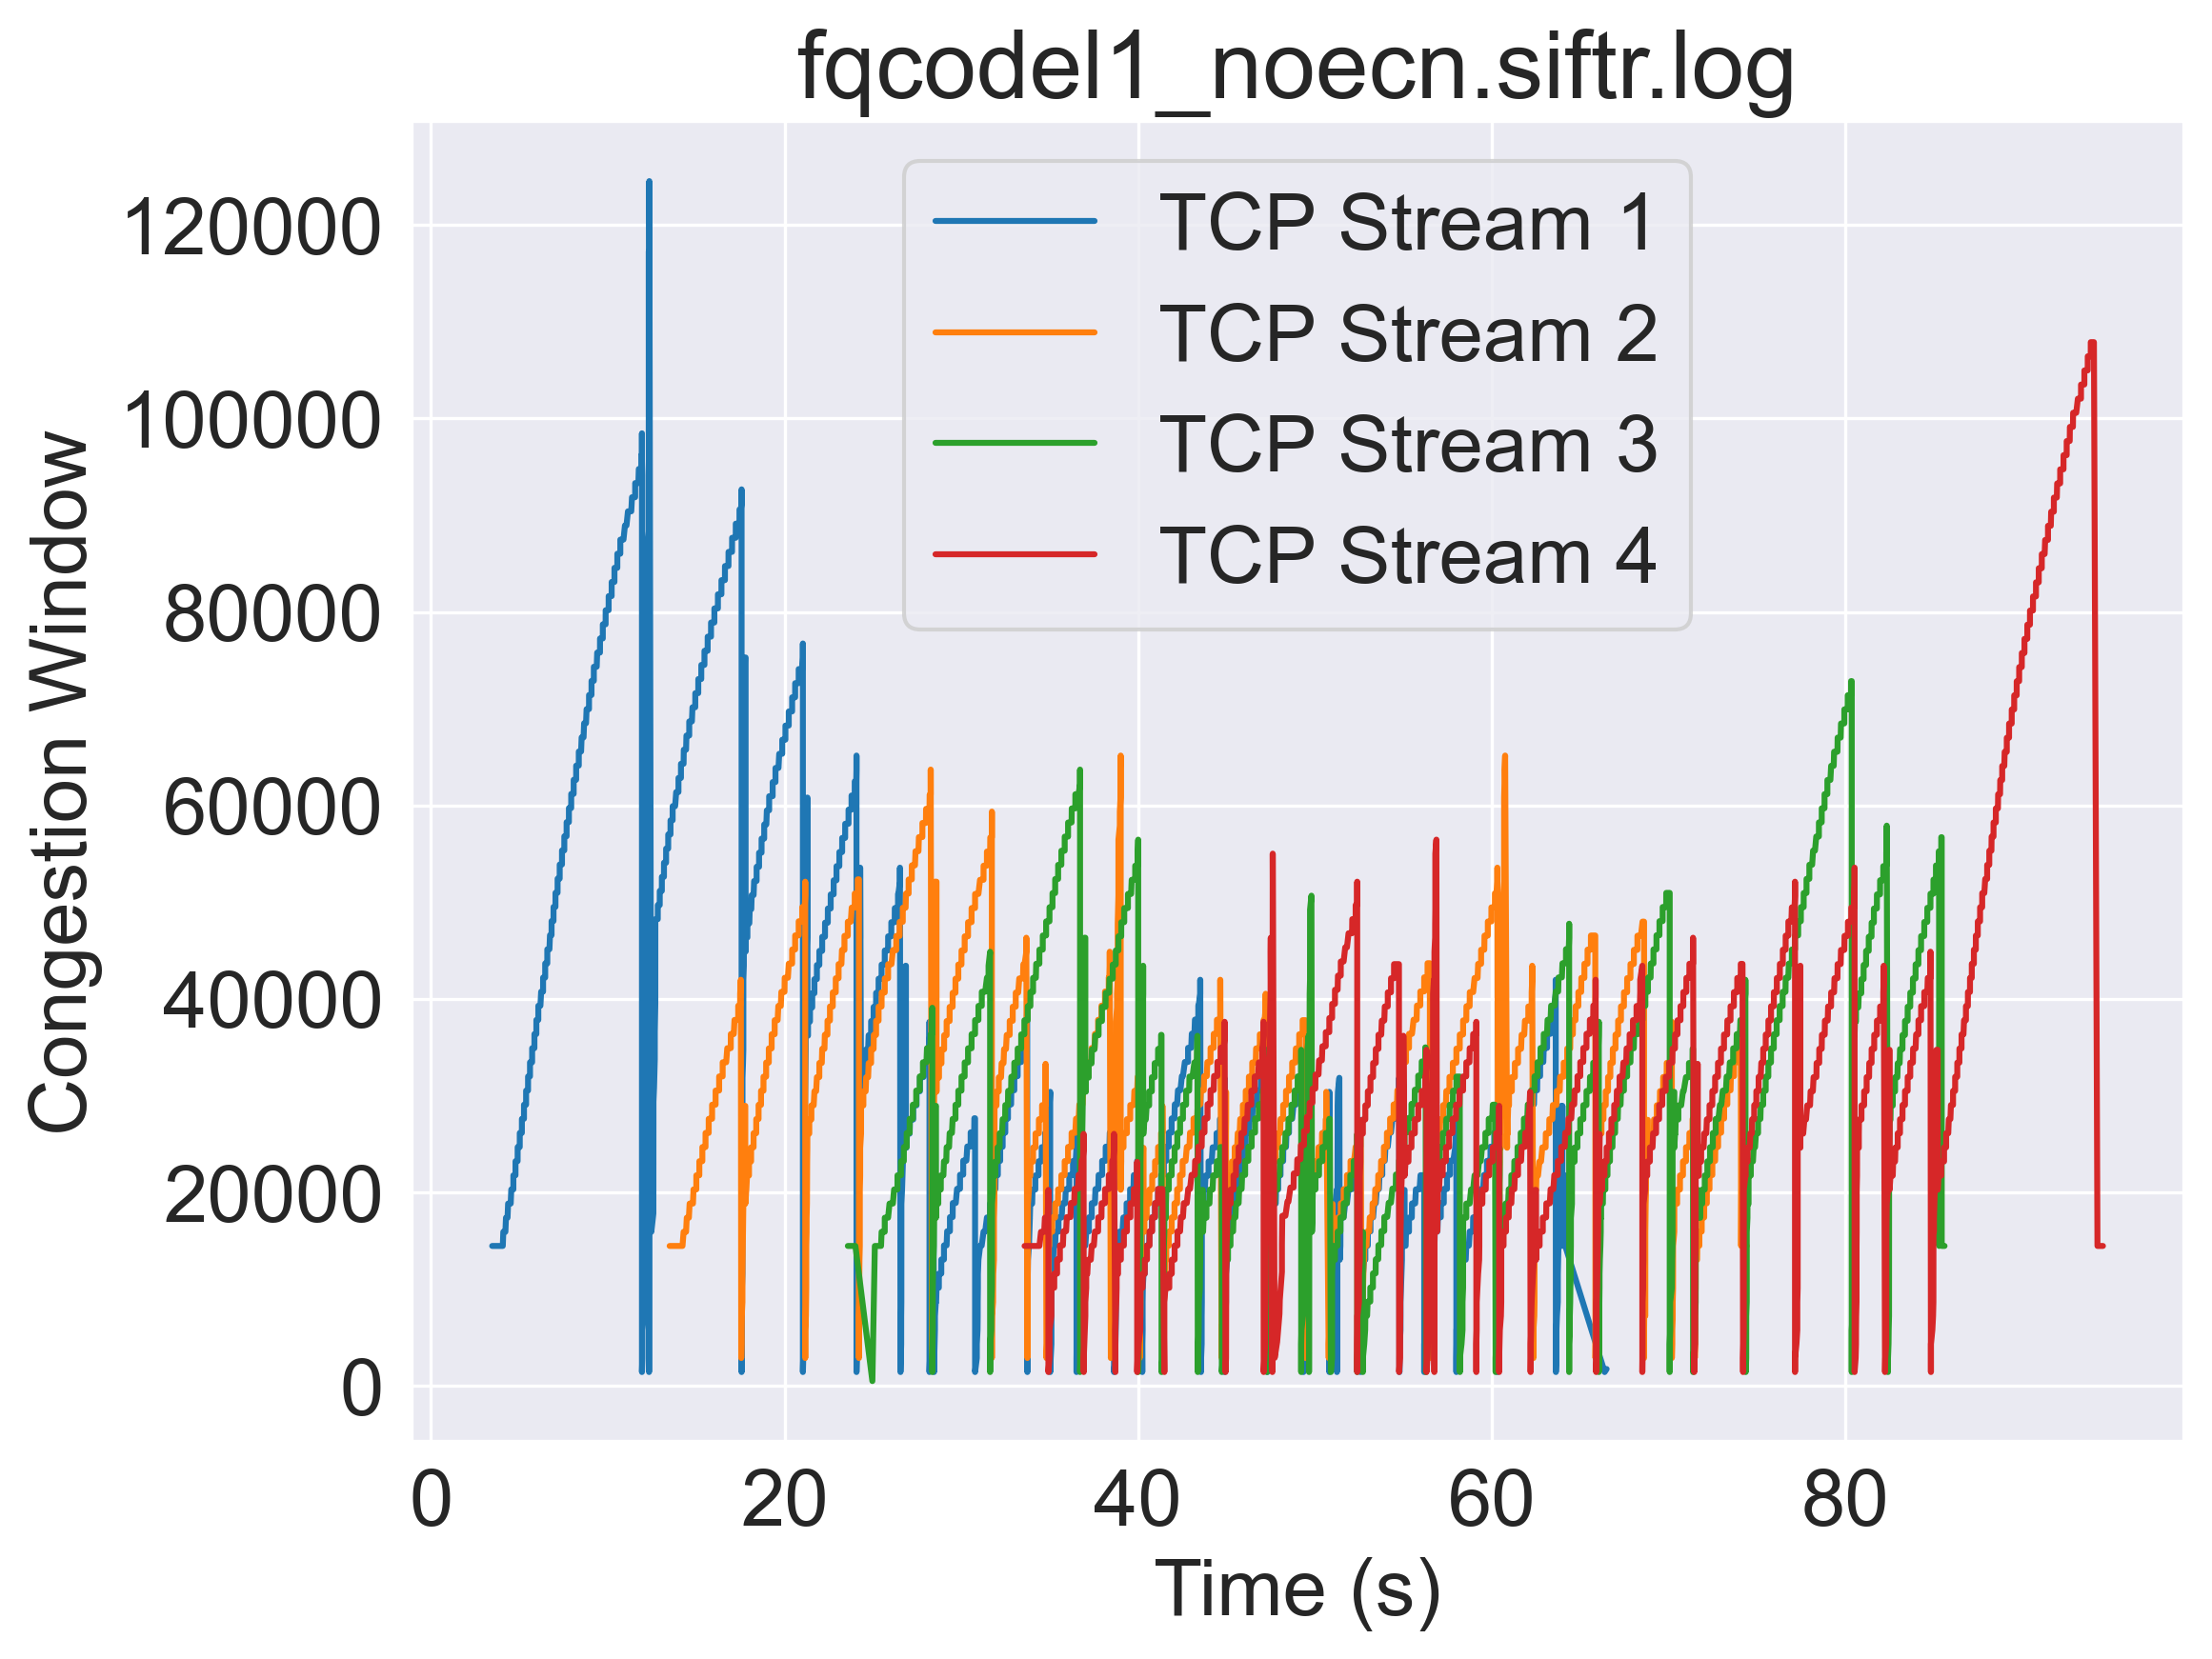 fqcodel1_noecn.siftr.log
TCP Stream 1
TCP Stream 2
TCP Stream 3
TCP Stream 4
Congestion Window
120000
100000
80000
60000
40000
20000
0
0 20 40 60 80
Time (s)